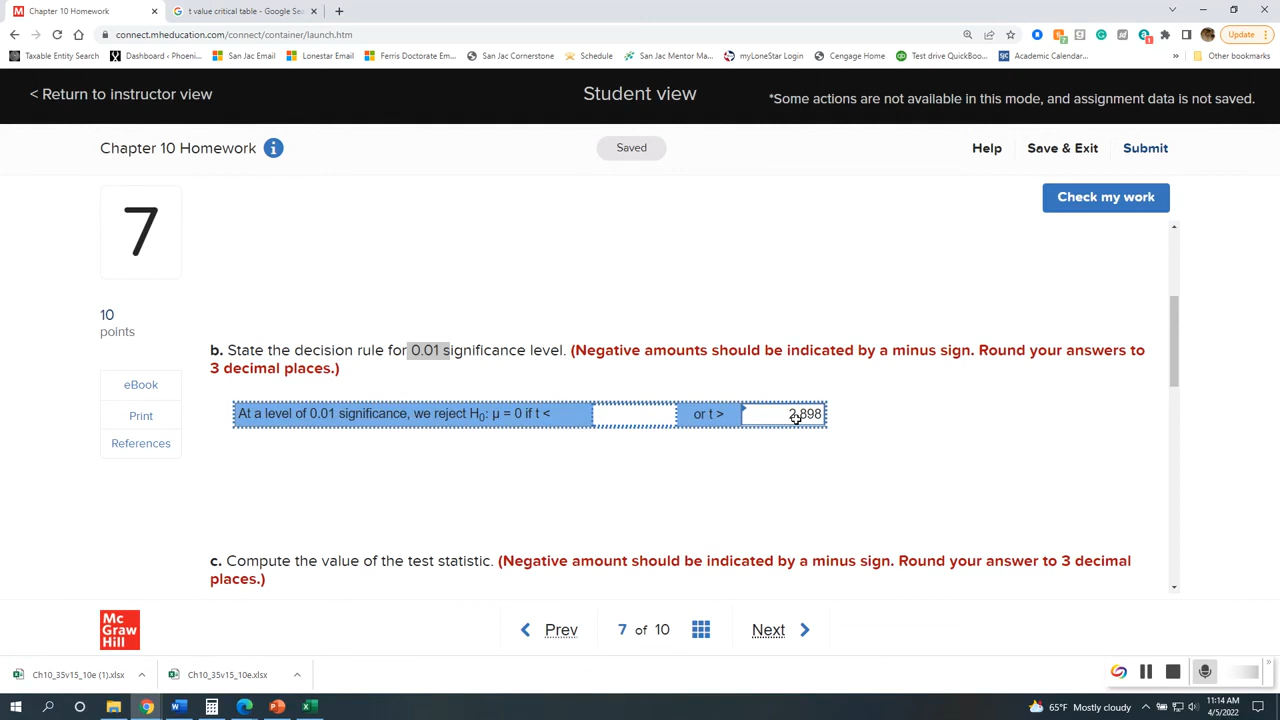 Chapter 10 Homework
t value critical table - Google Se
connect.mheducation.com/connect/container/launch.htm
Update
Taxable Entity Search
Dashboard ‹ Phoeni...
San Jac Email
Lonestar Email
Ferris Doctorate Em...
San Jac Cornerstone
Schedule
San Jac Mentor Ma...
myLoneStar Login
Cengage Home
Test drive QuickBoo...
Academic Calendar...
Other bookmarks
< Return to instructor view
Student view
*Some actions are not available in this mode, and assignment data is not saved.
Chapter 10 Homework
Saved
Help
Save & Exit
Submit
Check my work
7
10
points
eBook
Print
References
b. State the decision rule for 0.01 significance level. (Negative amounts should be indicated by a minus sign. Round your answers to
3 decimal places.)
At a level of 0.01 significance, we reject H0: μ = 0 if t <
or t >
2.898
c. Compute the value of the test statistic. (Negative amount should be indicated by a minus sign. Round your answer to 3 decimal
places.)
Mc
Graw
Hill
Prev
7 of 10
Next
Ch10_35v15_10e (1).xlsx
Ch10_35v15_10e.xlsx
65°F Mostly cloudy
11:14 AM
4/5/2022